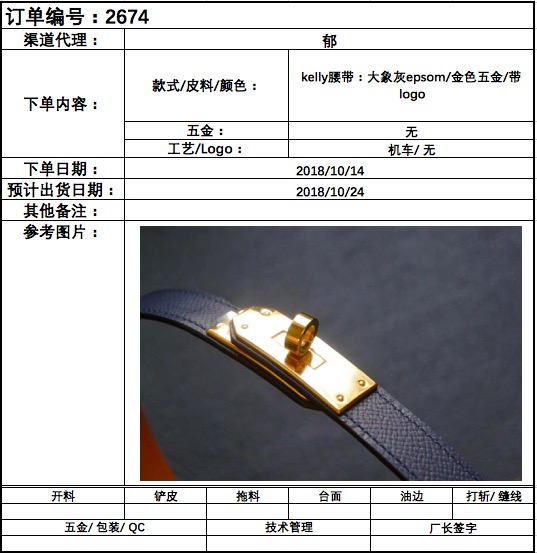 订单编号：2674
渠道代理：
郁
下单内容：
款式/皮料/颜色：
kelly腰带：大象灰epsom/金色五金/带
logo
五金：
无
工艺/Logo：
机车/ 无
下单日期：
2018/10/14
预计出货日期：
2018/10/24
其他备注：
参考图片：
开料
铲皮
拖料
台面
油边
打斩/ 缝线
五金/ 包装/ QC
技术管理
厂长签字